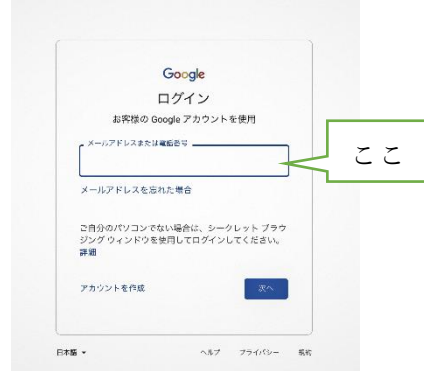 Google
ログイン
お客様の Google アカウントを使用
メールアドレスまたは電話番号
ここ
メールアドレスを忘れた場合
ご自分のパソコンでない場合は、シークレット ブラウ
ジング ウィンドウを使用してログインしてください。
詳細
アカウントを作成
次へ
日本語
ヘルプ プライバシー 規約